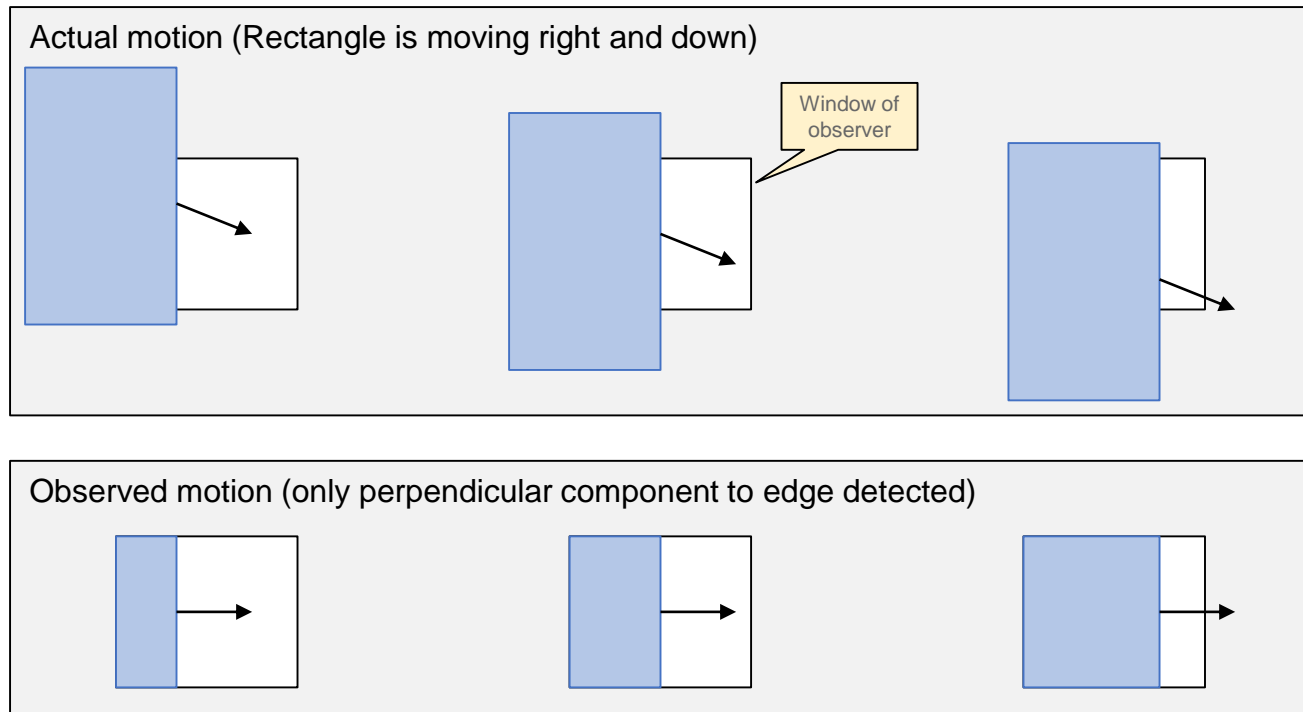 Actual motion (Rectangle is moving right and down)
Window of
observer
Observed motion (only perpendicular component to edge detected)